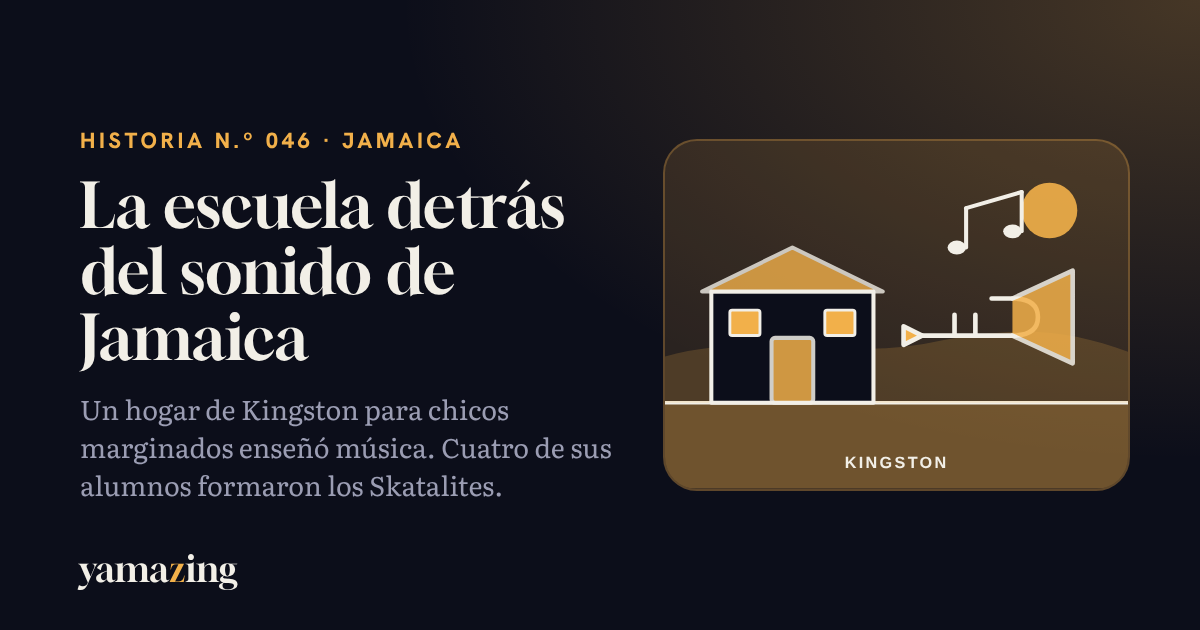 HISTORIA N.º 046 · JAMAICA
La escuela detrás
del sonido de
Jamaica
Un hogar de Kingston para chicos
marginados enseñó música. Cuatro de sus
alumnos formaron los Skatalites.
KINGSTON
yamazing